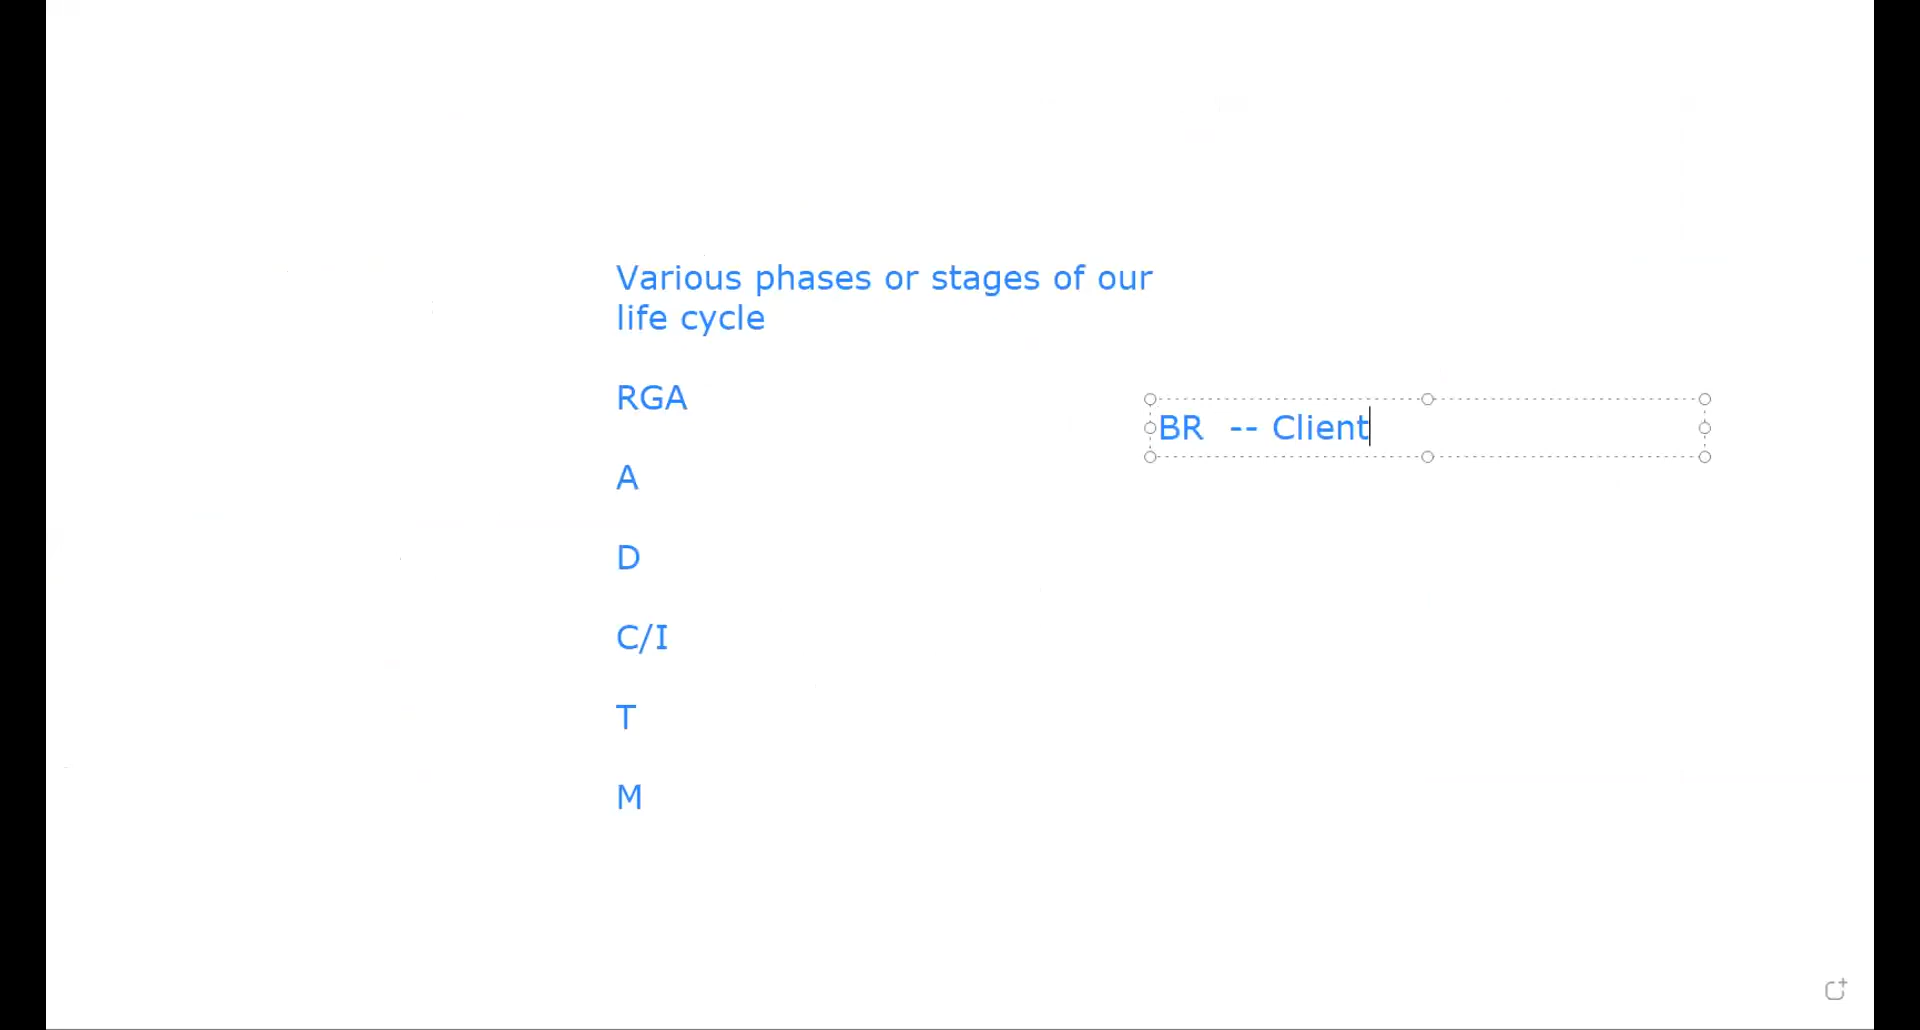 Various phases or stages of our
life cycle
RGA
BR -- Client
A
D
C/I
T
M